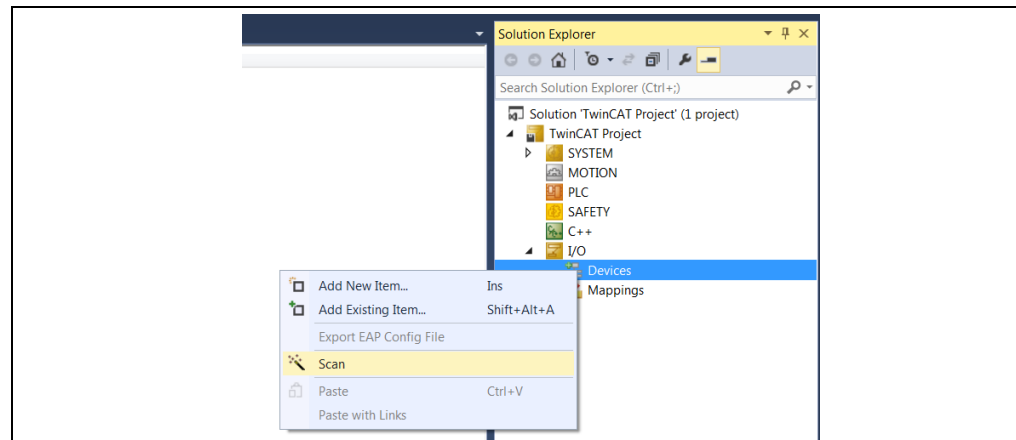 Solution Explorer
Search Solution Explorer (Ctrl+;)
Solution 'TwinCAT Project' (1 project)
TwinCAT Project
SYSTEM
MOTION
PLC
SAFETY
C++
I/O
Devices
Mappings
Add New Item... Ins
Add Existing Item... Shift+Alt+A
Export EAP Config File
Scan
Paste Ctrl+V
Paste with Links